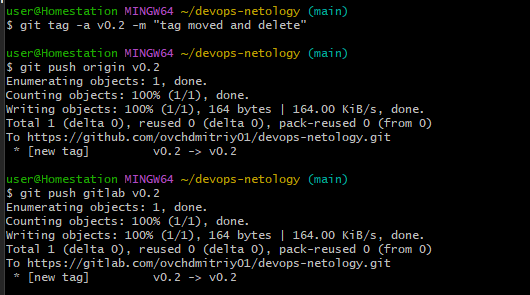 user@Homestation MINGW64 ~/devops-netology (main)
$ git tag -a v0.2 -m "tag moved and delete"
user@Homestation MINGW64 ~/devops-netology (main)
$ git push origin v0.2
Enumerating objects: 1, done.
Counting objects: 100% (1/1), done.
Writing objects: 100% (1/1), 164 bytes | 164.00 KiB/s, done.
Total 1 (delta 0), reused 0 (delta 0), pack-reused 0 (from 0)
To https://github.com/ovchdmitriy01/devops-netology.git
 * [new tag]         v0.2 -> v0.2
user@Homestation MINGW64 ~/devops-netology (main)
$ git push gitlab v0.2
Enumerating objects: 1, done.
Counting objects: 100% (1/1), done.
Writing objects: 100% (1/1), 164 bytes | 164.00 KiB/s, done.
Total 1 (delta 0), reused 0 (delta 0), pack-reused 0 (from 0)
To https://gitlab.com/ovchdmitriy01/devops-netology.git
 * [new tag]         v0.2 -> v0.2